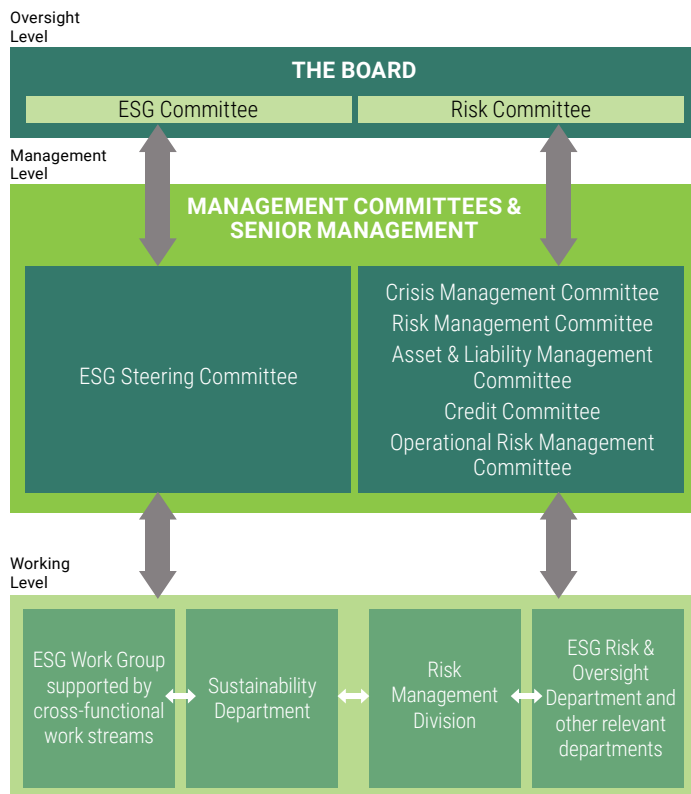 Oversight
Level
THE BOARD
ESG Committee
Risk Committee
Management
Level
MANAGEMENT COMMITTEES &
SENIOR MANAGEMENT
ESG Steering Committee
Crisis Management Committee
Risk Management Committee
Asset & Liability Management
Committee
Credit Committee
Operational Risk Management
Committee
Working
Level
ESG Work Group
supported by
cross-functional
work streams
Sustainability
Department
Risk
Management
Division
ESG Risk &
Oversight
Department and
other relevant
departments